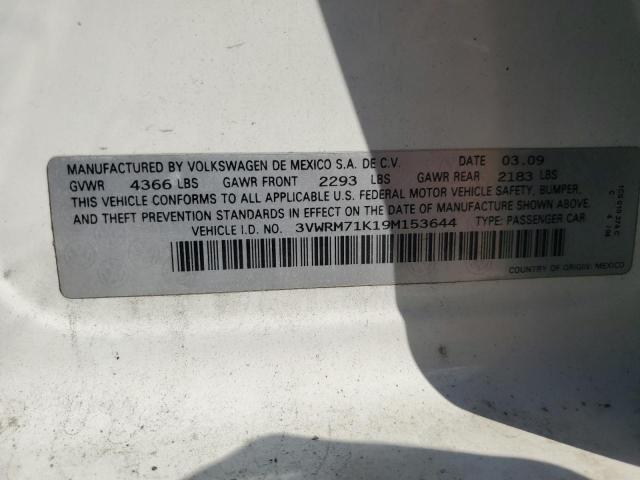 MANUFACTURED BY VOLKSWAGEN DE MEXICO S.A. DE C.V. DATE 03.09
GVWR 4366 LBS GAWR FRONT 2293 LBS GAWR REAR 2183 LBS
THIS VEHICLE CONFORMS TO ALL APPLICABLE U.S. FEDERAL MOTOR VEHICLE SAFETY, BUMPER,
AND THEFT PREVENTION STANDARDS IN EFFECT ON THE DATE OF MANUFACTURE SHOWN ABOVE.
VEHICLE I.D. NO. 3VWRM71K19M153644 TYPE: PASSENGER CAR
COUNTRY OF ORIGIN: MEXICO